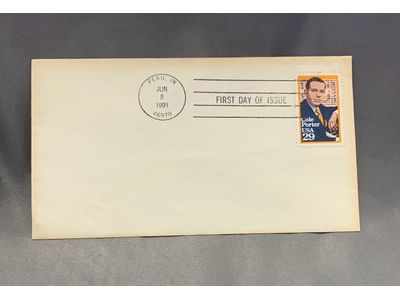 PERU, IN
JUN
8
1991
46970
FIRST DAY OF ISSUE
Cole
Porter
USA
29